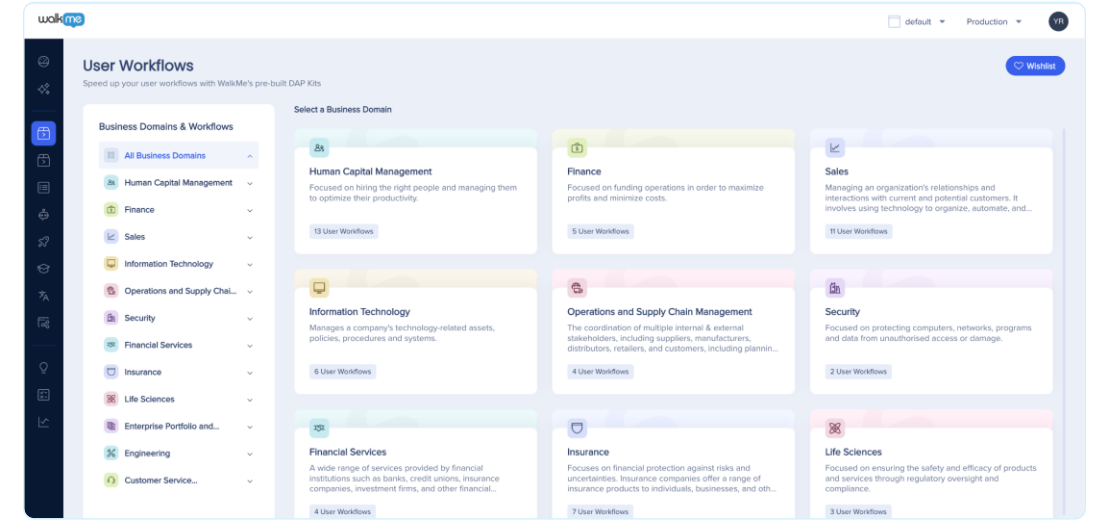 walkme
default
Production
YR
User Workflows
Speed up your user workflows with WalkMe's pre-built DAP Kits
Wishlist
Business Domains & Workflows
All Business Domains
Human Capital Management
Finance
Sales
Information Technology
Operations and Supply Chai...
Security
Financial Services
Insurance
Life Sciences
Enterprise Portfolio and...
Engineering
Customer Service...
Select a Business Domain
Human Capital Management
Focused on hiring the right people and managing them
to optimize their productivity.
13 User Workflows
Finance
Focused on funding operations in order to maximize
profits and minimize costs.
5 User Workflows
Sales
Managing an organization's relationships and
interactions with current and potential customers. It
involves using technology to organize, automate, and...
11 User Workflows
Information Technology
Manages a company's technology-related assets,
policies, procedures and systems.
6 User Workflows
Operations and Supply Chain Management
The coordination of multiple internal & external
stakeholders, including suppliers, manufacturers,
distributors, retailers, and customers, including plannin...
4 User Workflows
Security
Focused on protecting computers, networks, programs
and data from unauthorised access or damage.
2 User Workflows
Financial Services
A wide range of services provided by financial
institutions such as banks, credit unions, insurance
companies, investment firms, and other financial...
4 User Workflows
Insurance
Focuses on financial protection against risks and
uncertainties. Insurance companies offer a range of
insurance products to individuals, businesses, and oth...
7 User Workflows
Life Sciences
Focused on ensuring the safety and efficacy of products
and services through regulatory oversight and
compliance.
3 User Workflows